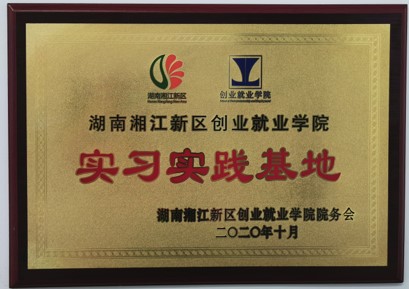 湖南湘江新区
创业就业学院
湖南湘江新区创业就业学院
实习实践基地
湖南湘江新区创业就业学院院务会
二〇二〇年十月